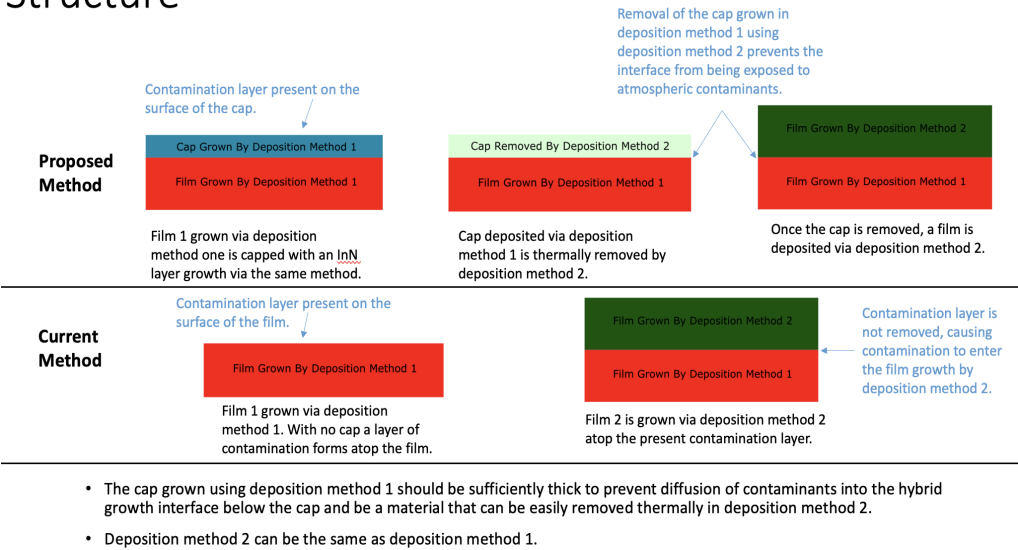 Structure
Removal of the cap grown in
deposition method 1 using
deposition method 2 prevents the
interface from being exposed to
atmospheric contaminants.
Contamination layer present on the
surface of the cap.
Proposed
Method
Cap Grown By Deposition Method 1
Film Grown By Deposition Method 1
Cap Removed By Deposition Method 2
Film Grown By Deposition Method 1
Film Grown By Deposition Method 2
Film Grown By Deposition Method 1
Film 1 grown via deposition
method one is capped with an InN
layer growth via the same method.
Cap deposited via deposition
method 1 is thermally removed by
deposition method 2.
Once the cap is removed, a film is
deposited via deposition method 2.
Current
Method
Contamination layer present on the
surface of the film.
Film Grown By Deposition Method 1
Film 1 grown via deposition
method 1. With no cap a layer of
contamination forms atop the film.
Film Grown By Deposition Method 2
Film Grown By Deposition Method 1
Film 2 is grown via deposition method 2
atop the present contamination layer.
Contamination layer is
not removed, causing
contamination to enter
the film growth by
deposition method 2.
• The cap grown using deposition method 1 should be sufficiently thick to prevent diffusion of contaminants into the hybrid
growth interface below the cap and be a material that can be easily removed thermally in deposition method 2.
• Deposition method 2 can be the same as deposition method 1.